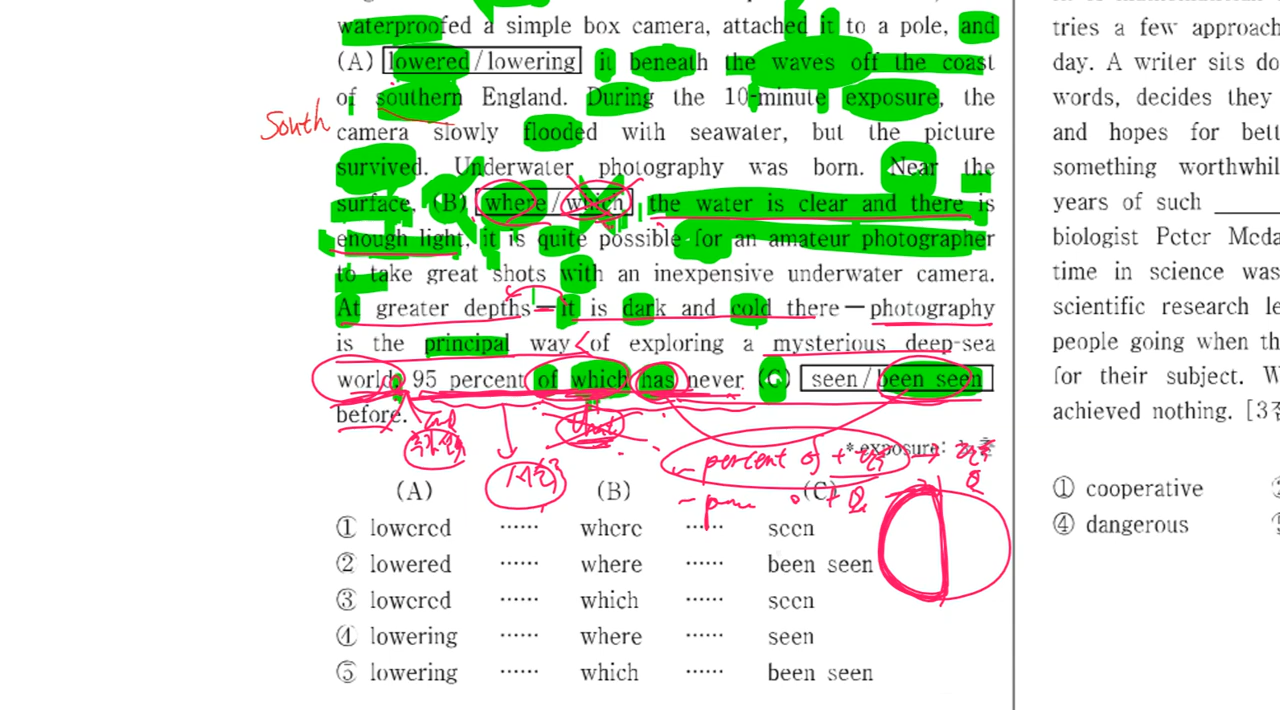 waterproofed a simple box camera, attached it to a pole, and
(A) lowered / lowering it beneath the waves off the coast
of southern England. During the 10-minute exposure, the
South
camera slowly flooded with seawater, but the picture
survived. Underwater photography was born. Near the
surface, (B) where / which the water is clear and there is
enough light, it is quite possible for an amateur photographer
to take great shots with an inexpensive underwater camera.
At greater depths — it is dark and cold there — photography
is the principal way of exploring a mysterious deep-sea
world, 95 percent of which has never (C) seen / been seen
before.
that
* exposure:
percent of +
(A) (B) (C)
① lowered ...... where ...... seen
② lowered ...... where ...... been seen
③ lowered ...... which ...... seen
④ lowering ...... where ...... seen
⑤ lowering ...... which ...... been seen
tries a few approach
day. A writer sits do
words, decides they
and hopes for bett
something worthwhil
years of such
biologist Peter Meda
time in science was
scientific research le
people going when th
for their subject. W
achieved nothing. [3점
① cooperative
④ dangerous